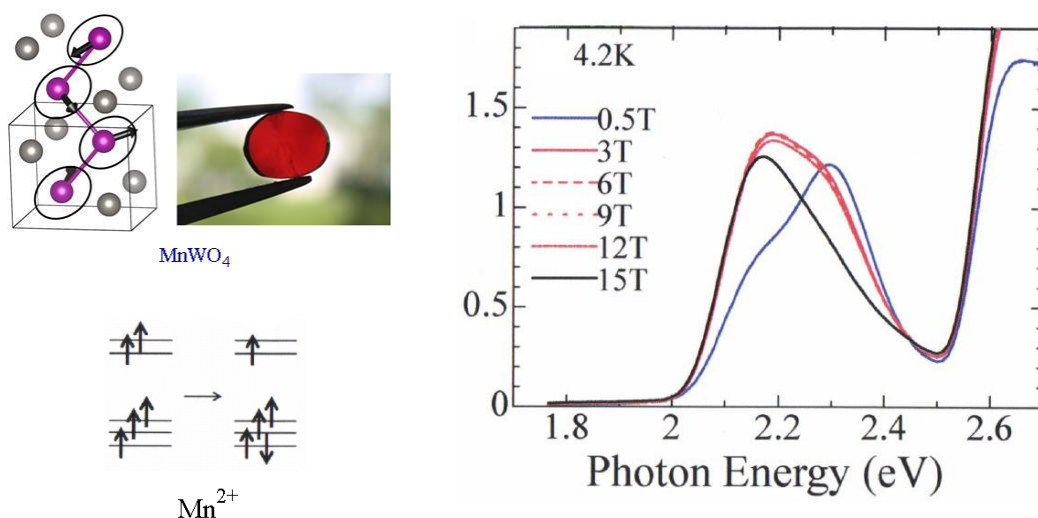 MnWO₄
Mn²⁺
4.2K
0.5T
3T
6T
9T
12T
15T
1.5
1
0.5
0
1.8
2
2.2
2.4
2.6
Photon Energy (eV)